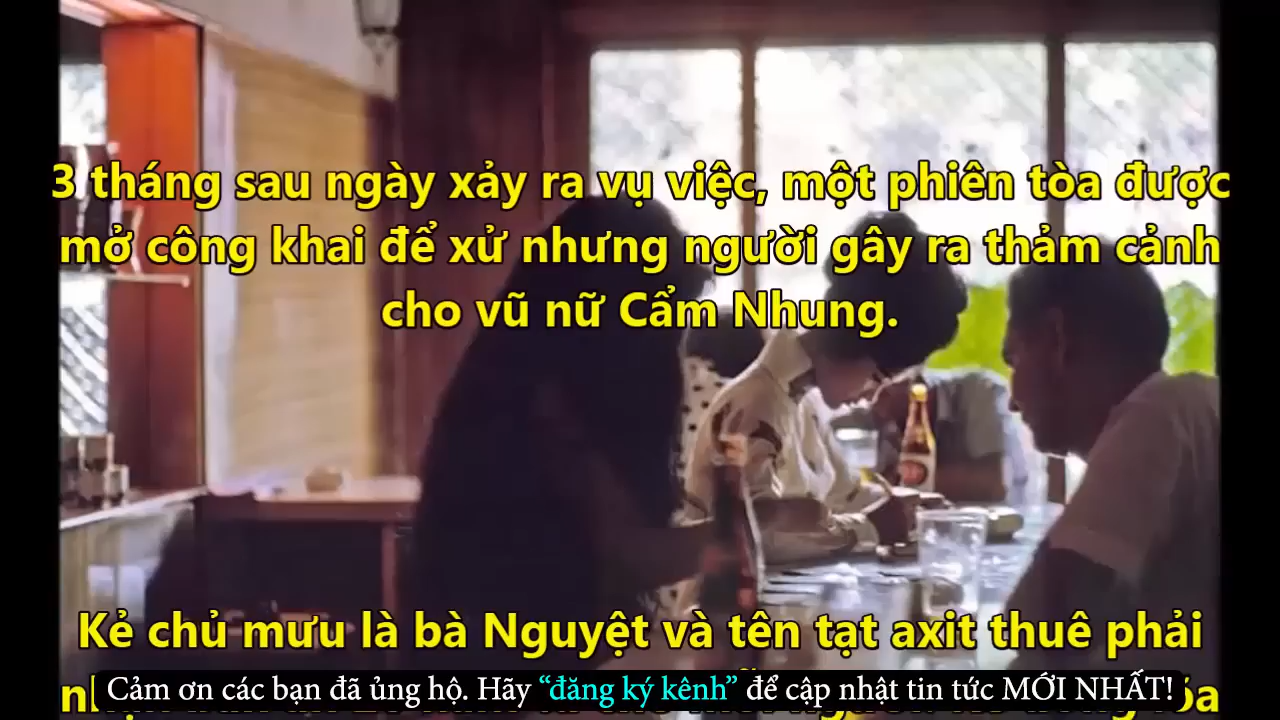 3 tháng sau ngày xảy ra vụ việc, một phiên tòa được
mở công khai để xử nhưng người gây ra thảm cảnh
cho vũ nữ Cẩm Nhung.
Kẻ chủ mưu là bà Nguyệt và tên tạt axit thuê phải
Cảm ơn các bạn đã ủng hộ. Hãy “đăng ký kênh” để cập nhật tin tức MỚI NHẤT!